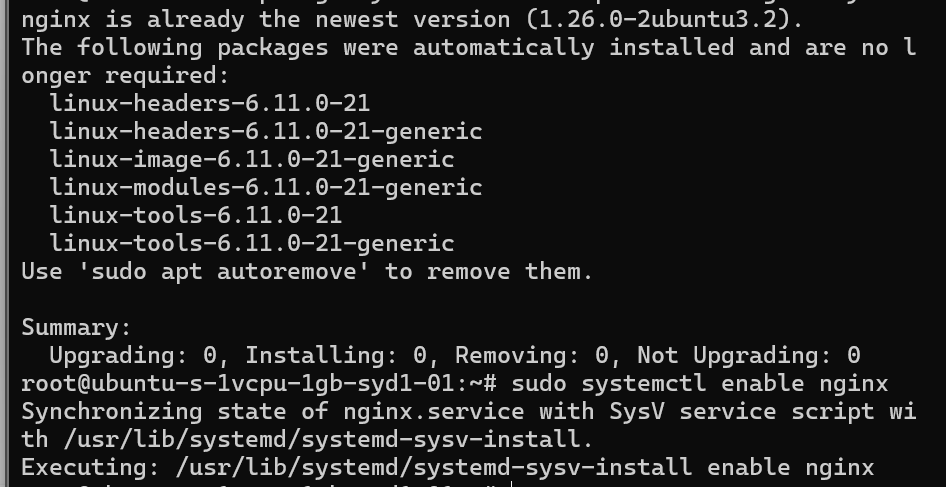 nginx is already the newest version (1.26.0-2ubuntu3.2).
The following packages were automatically installed and are no l
onger required:
  linux-headers-6.11.0-21
  linux-headers-6.11.0-21-generic
  linux-image-6.11.0-21-generic
  linux-modules-6.11.0-21-generic
  linux-tools-6.11.0-21
  linux-tools-6.11.0-21-generic
Use 'sudo apt autoremove' to remove them.

Summary:
  Upgrading: 0, Installing: 0, Removing: 0, Not Upgrading: 0
root@ubuntu-s-1vcpu-1gb-syd1-01:~# sudo systemctl enable nginx
Synchronizing state of nginx.service with SysV service script wi
th /usr/lib/systemd/systemd-sysv-install.
Executing: /usr/lib/systemd/systemd-sysv-install enable nginx